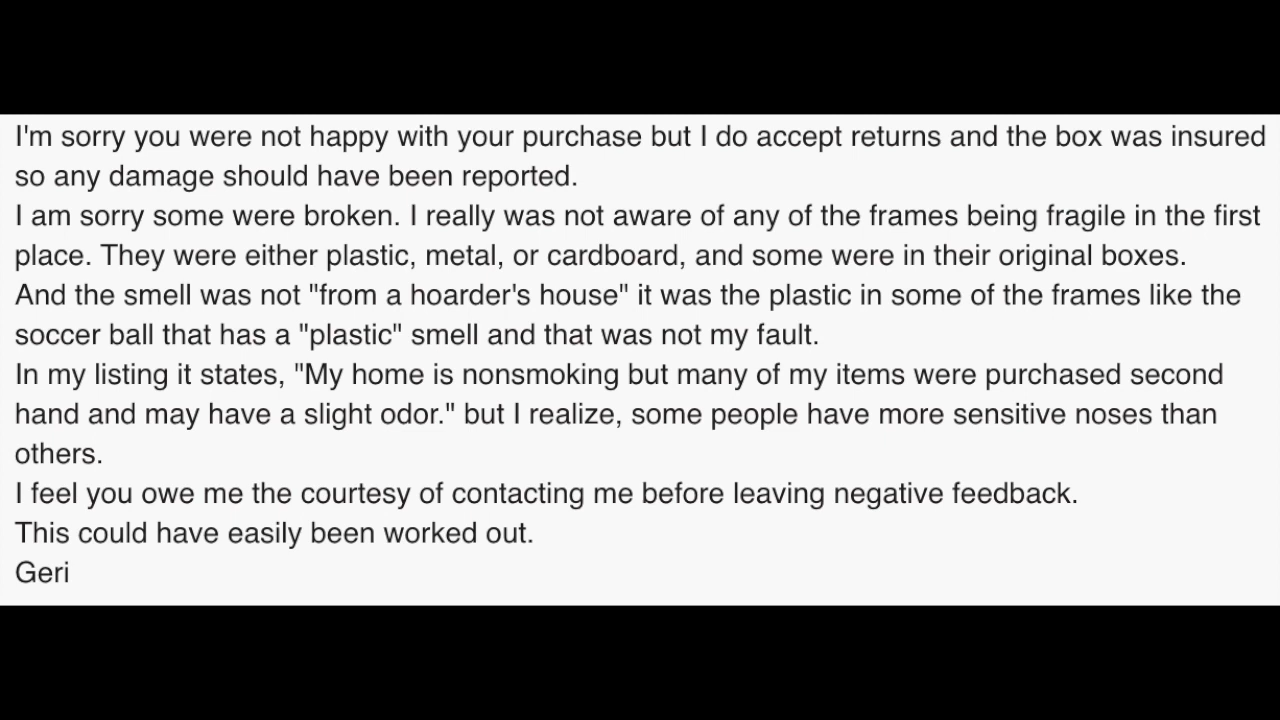 I'm sorry you were not happy with your purchase but I do accept returns and the box was insured
so any damage should have been reported.
I am sorry some were broken. I really was not aware of any of the frames being fragile in the first
place. They were either plastic, metal, or cardboard, and some were in their original boxes.
And the smell was not "from a hoarder's house" it was the plastic in some of the frames like the
soccer ball that has a "plastic" smell and that was not my fault.
In my listing it states, "My home is nonsmoking but many of my items were purchased second
hand and may have a slight odor." but I realize, some people have more sensitive noses than
others.
I feel you owe me the courtesy of contacting me before leaving negative feedback.
This could have easily been worked out.
Geri